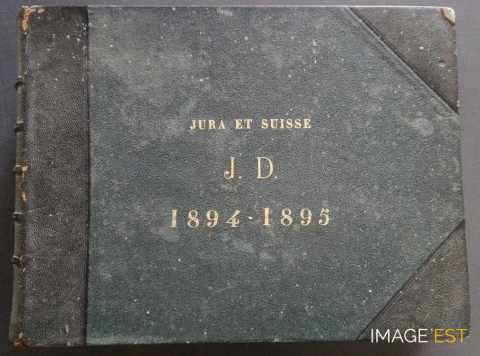 JURA ET SUISSE
J. D.
1894-1895
IMAGE'EST